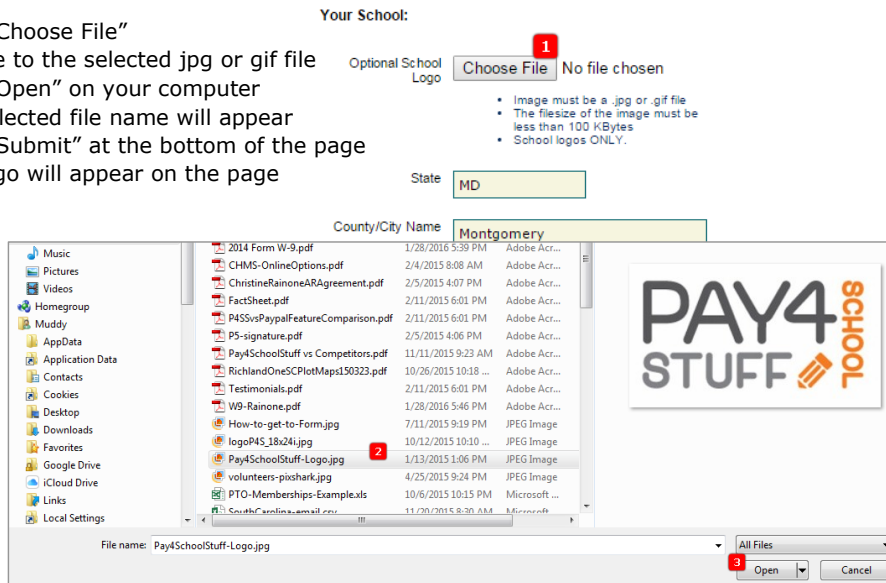 Your School:
Choose File”
e to the selected jpg or gif file
Open” on your computer
lected file name will appear
Submit” at the bottom of the page
go will appear on the page
1
Optional School
Logo
Choose File No file chosen
• Image must be a .jpg or .gif file
• The filesize of the image must be
less than 100 KBytes
• School logos ONLY.
State
MD
County/City Name
Montgomery
Music
Pictures
Videos
Homegroup
Muddy
AppData
Application Data
Contacts
Cookies
Desktop
Downloads
Favorites
Google Drive
iCloud Drive
Links
Local Settings
2014 Form W-9.pdf 1/28/2016 5:39 PM Adobe Acr...
CHMS-OnlineOptions.pdf 2/4/2015 8:08 AM Adobe Acr...
ChristineRainoneARAgreement.pdf 2/5/2015 4:07 PM Adobe Acr...
FactSheet.pdf 2/11/2015 6:01 PM Adobe Acr...
P4SSvsPaypalFeatureComparison.pdf 2/11/2015 6:01 PM Adobe Acr...
P5-signature.pdf 2/5/2015 4:06 PM Adobe Acr...
Pay4SchoolStuff vs Competitors.pdf 11/11/2015 9:23 AM Adobe Acr...
RichlandOneSCPlotMaps150323.pdf 10/26/2015 10:18 ... Adobe Acr...
Testimonials.pdf 2/11/2015 6:01 PM Adobe Acr...
W9-Rainone.pdf 1/28/2016 5:46 PM Adobe Acr...
How-to-get-to-Form.jpg 7/11/2015 9:19 PM JPEG Image
logoP4S_18x24i.jpg 10/12/2015 10:10 ... JPEG Image
Pay4SchoolStuff-Logo.jpg 2 1/13/2015 1:06 PM JPEG Image
volunteers-pixshark.jpg 4/25/2015 9:24 PM JPEG Image
PTO-Memberships-Example.xls 10/6/2015 10:15 PM Microsoft ...
SouthCarolina-email.csv 11/20/2015 8:30 AM Microsoft
PAY4
SCHOOL
STUFF
File name: Pay4SchoolStuff-Logo.jpg
All Files
3
Open
Cancel